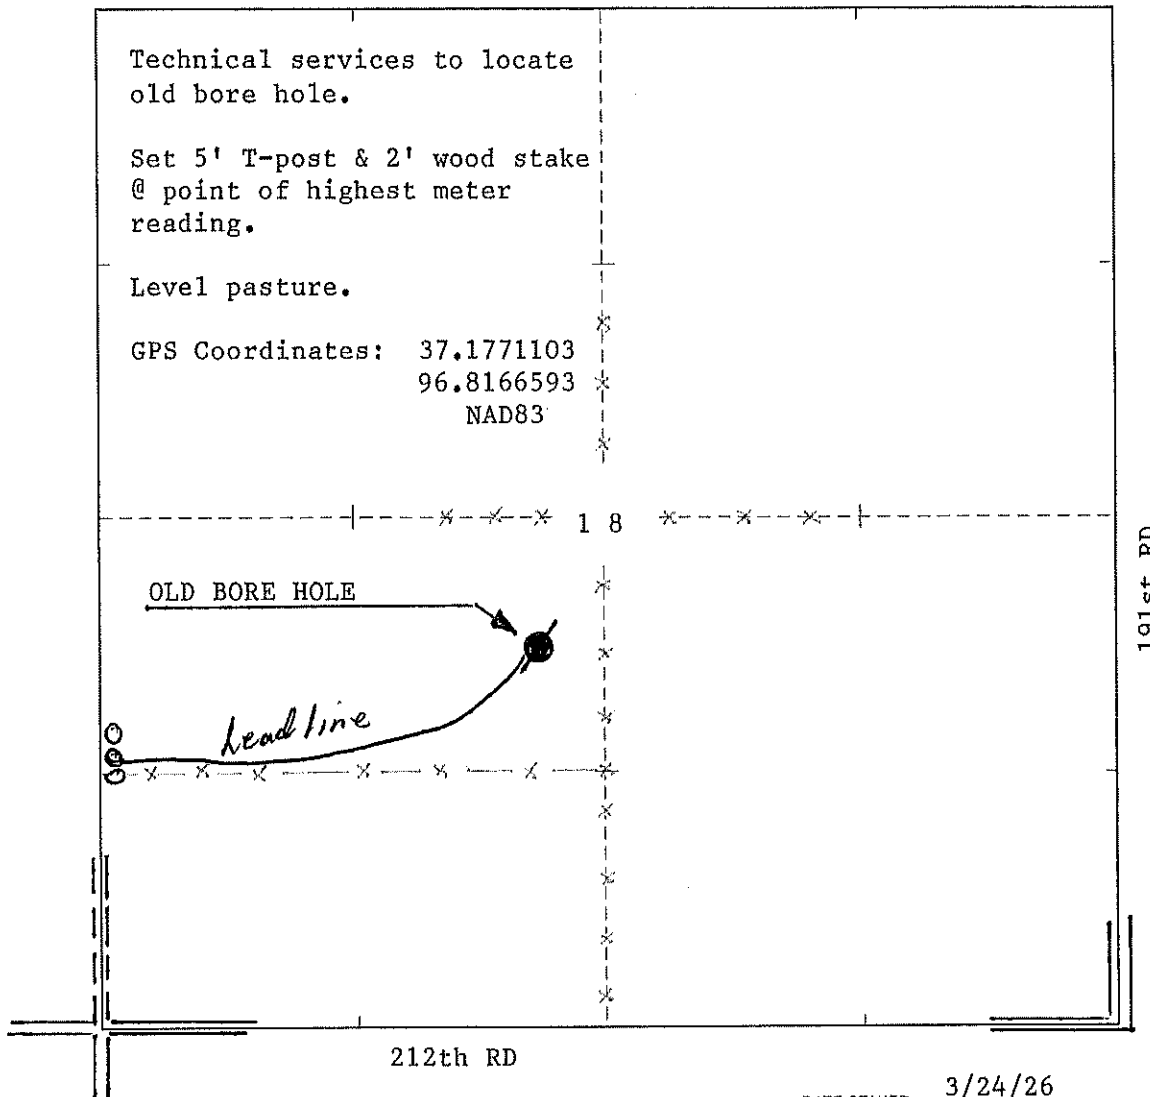 Technical services to locate
old bore hole.
Set 5' T-post & 2' wood stake
@ point of highest meter
reading.
Level pasture.
GPS Coordinates: 37.1771103
96.8166593
NAD83
1 8
OLD BORE HOLE
191st RD
Lead line
212th RD
3/24/26